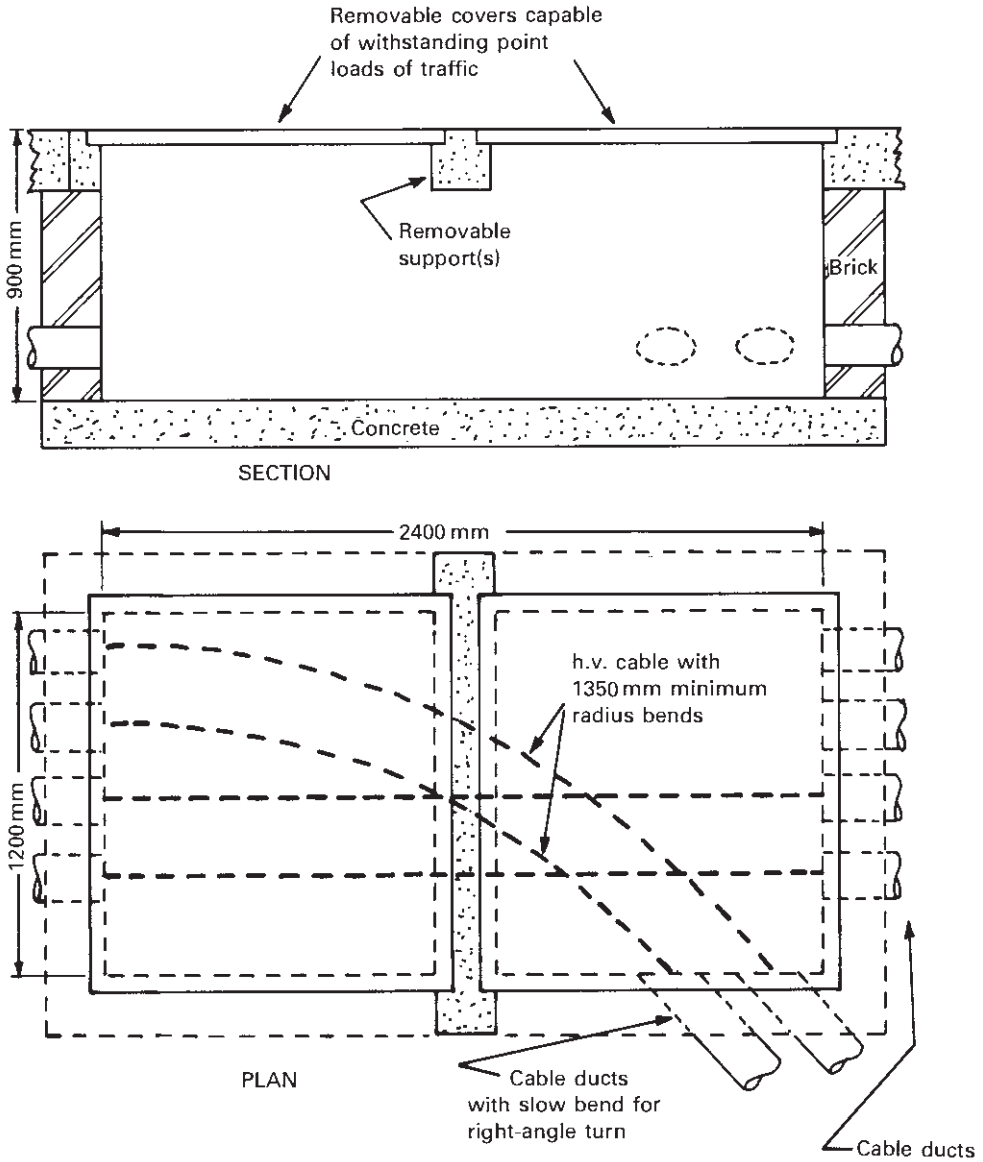 Removable covers capable
of withstanding point
loads of traffic
900 mm
Removable
support(s)
Brick
Concrete
SECTION
2400 mm
1200 mm
h.v. cable with
1350 mm minimum
radius bends
PLAN
Cable ducts
with slow bend for
right-angle turn
Cable ducts